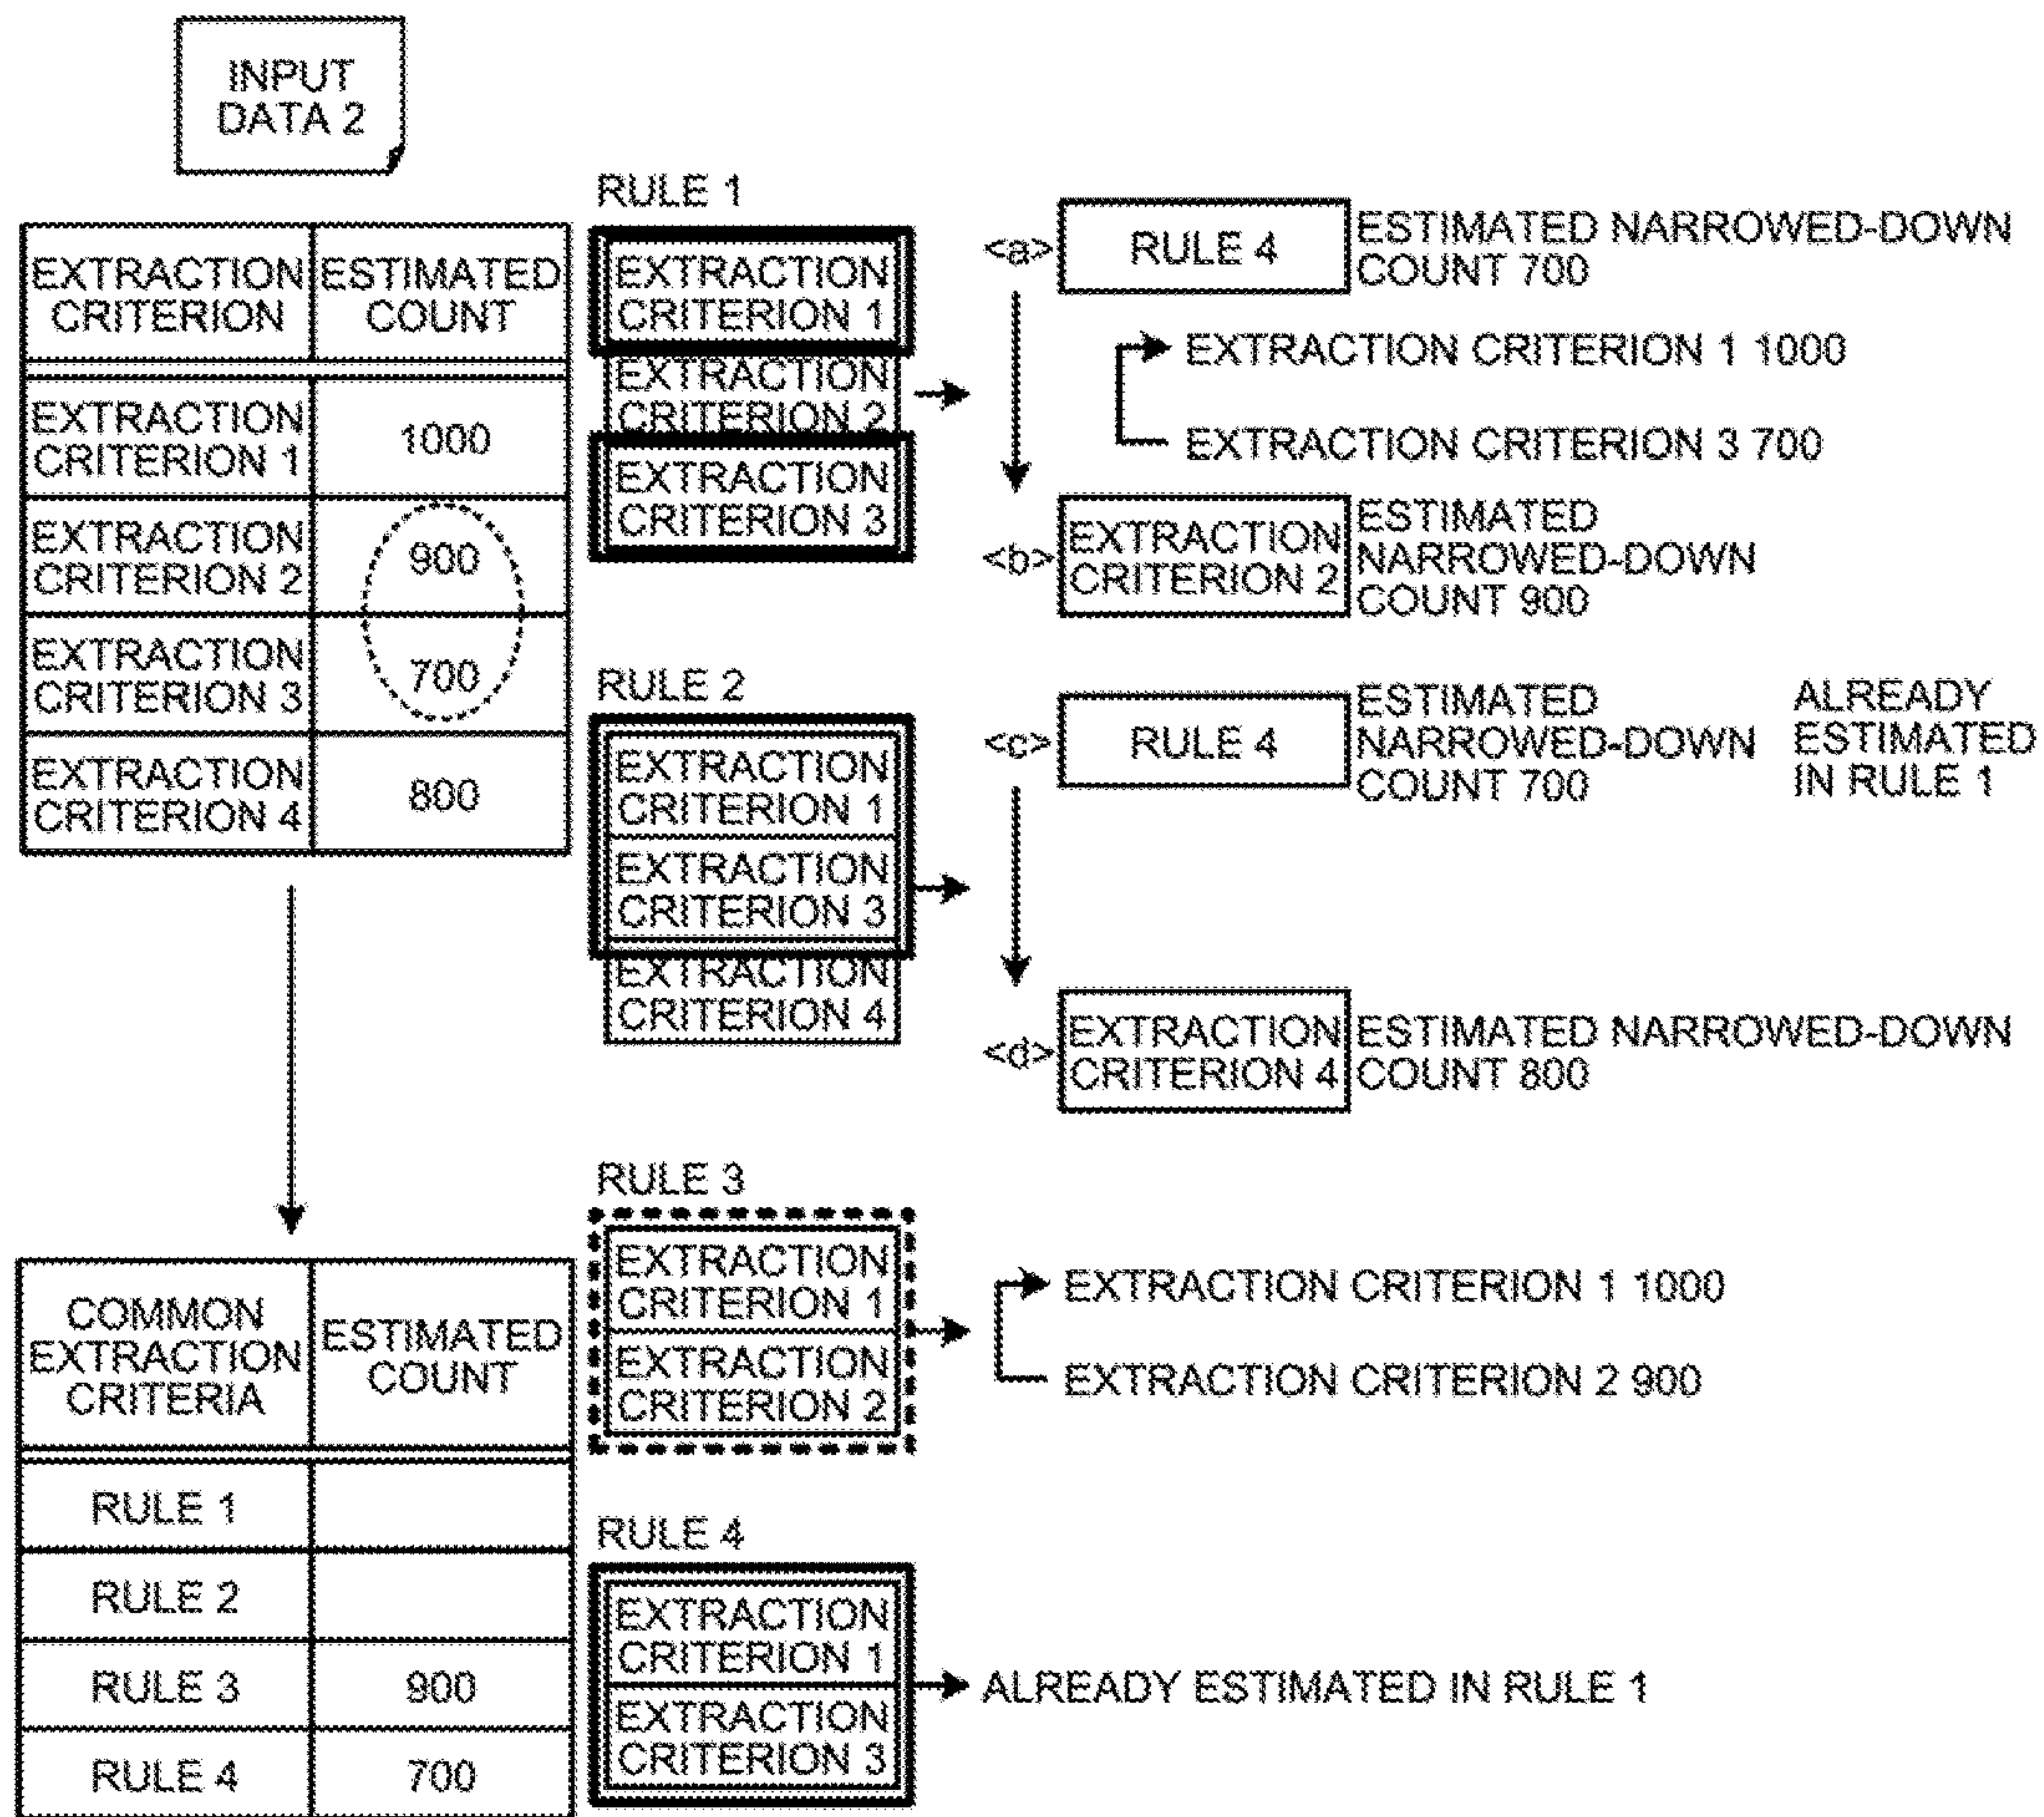 INPUT
DATA 2
EXTRACTION
CRITERION
ESTIMATED
COUNT
EXTRACTION
CRITERION 1
1000
EXTRACTION
CRITERION 2
900
EXTRACTION
CRITERION 3
700
EXTRACTION
CRITERION 4
800
COMMON
EXTRACTION
CRITERIA
ESTIMATED
COUNT
RULE 1
RULE 2
RULE 3
900
RULE 4
700
RULE 1
EXTRACTION
CRITERION 1
EXTRACTION
CRITERION 2
EXTRACTION
CRITERION 3
<a>
RULE 4
ESTIMATED NARROWED-DOWN
COUNT 700
EXTRACTION CRITERION 1 1000
EXTRACTION CRITERION 3 700
<b>
EXTRACTION
CRITERION 2
ESTIMATED
NARROWED-DOWN
COUNT 900
RULE 2
EXTRACTION
CRITERION 1
EXTRACTION
CRITERION 3
EXTRACTION
CRITERION 4
<c>
RULE 4
ESTIMATED
NARROWED-DOWN
COUNT 700
ALREADY
ESTIMATED
IN RULE 1
<d>
EXTRACTION
CRITERION 4
ESTIMATED NARROWED-DOWN
COUNT 800
RULE 3
EXTRACTION
CRITERION 1
EXTRACTION
CRITERION 2
EXTRACTION CRITERION 1 1000
EXTRACTION CRITERION 2 900
RULE 4
EXTRACTION
CRITERION 1
EXTRACTION
CRITERION 3
ALREADY ESTIMATED IN RULE 1